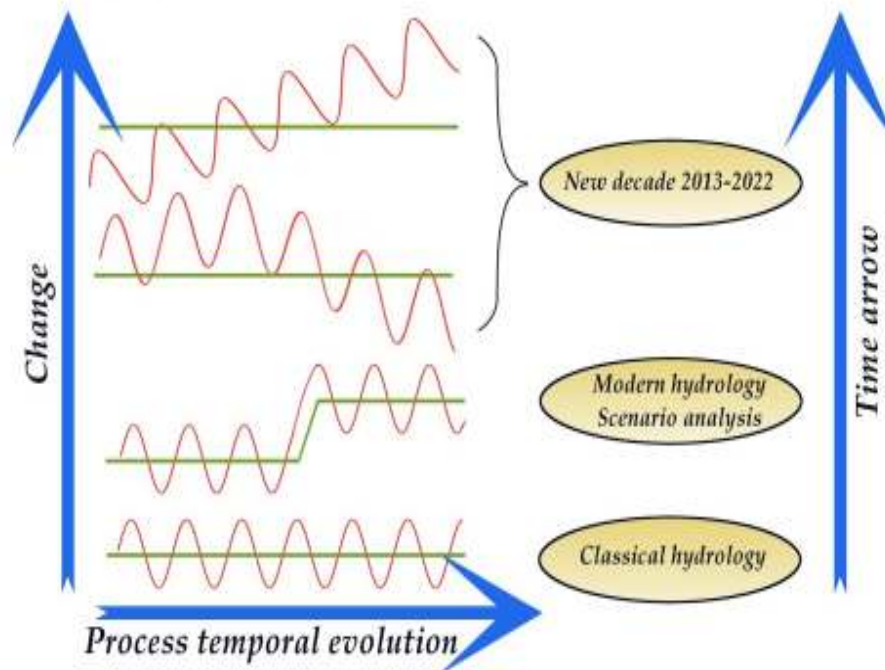 New decade 2013-2022
Change
Time arrow
Modern hydrology
Scenario analysis
Classical hydrology
Process temporal evolution